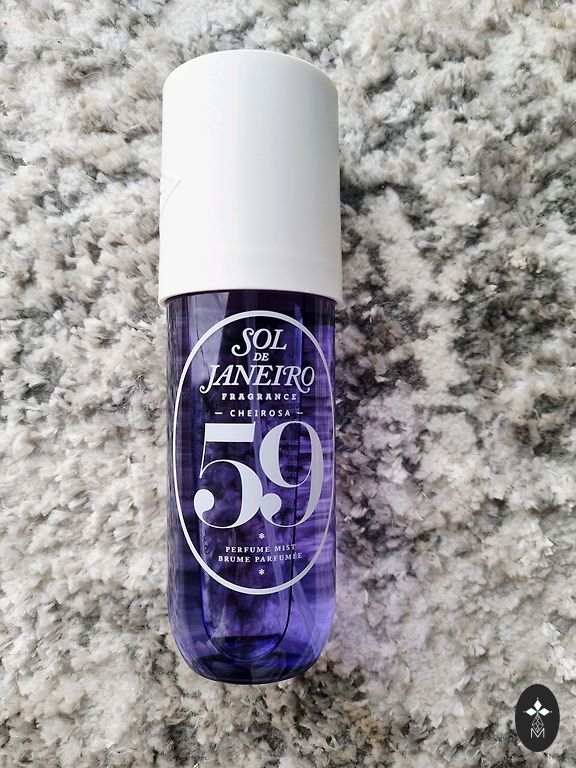 SOL
DE
JANEIRO
FRAGRANCE
— CHEIROSA —
59
PERFUME MIST
BRUME PARFUMÉE
M